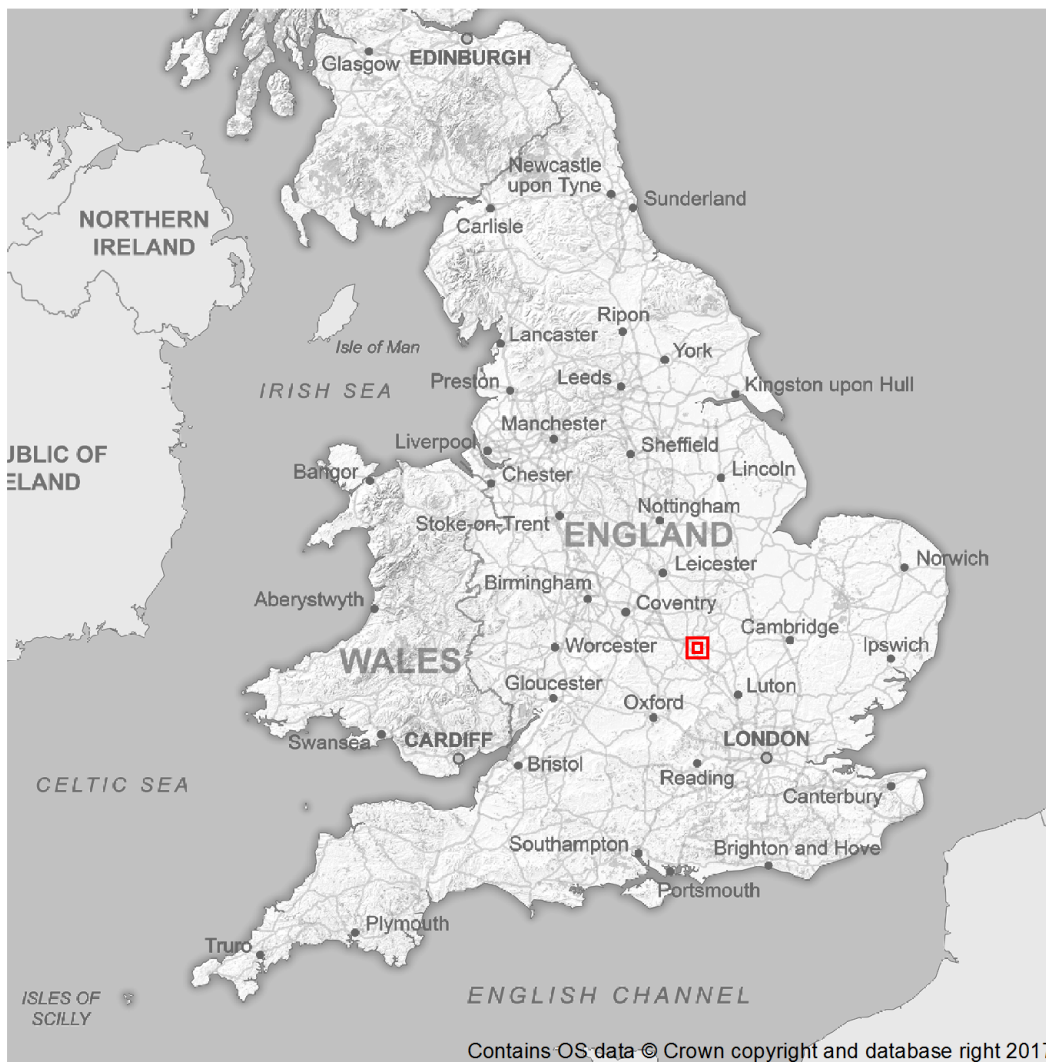 EDINBURGH
Glasgow
Newcastle
upon Tyne
Sunderland
Carlisle
NORTHERN
IRELAND
Ripon
Lancaster
Isle of Man
York
IRISH SEA
Preston
Leeds
Kingston upon Hull
Manchester
Liverpool
Sheffield
UBLIC OF
ELAND
Bangor
Chester
Lincoln
Nottingham
Stoke-on-Trent
ENGLAND
Norwich
Leicester
Birmingham
Aberystwyth
Coventry
Cambridge
Worcester
Ipswich
WALES
Gloucester
Luton
Oxford
Swansea
CARDIFF
LONDON
Bristol
Reading
CELTIC SEA
Canterbury
Southampton
Brighton and Hove
Portsmouth
Plymouth
Truro
ISLES OF
SCILLY
ENGLISH CHANNEL
Contains OS data © Crown copyright and database right 2017